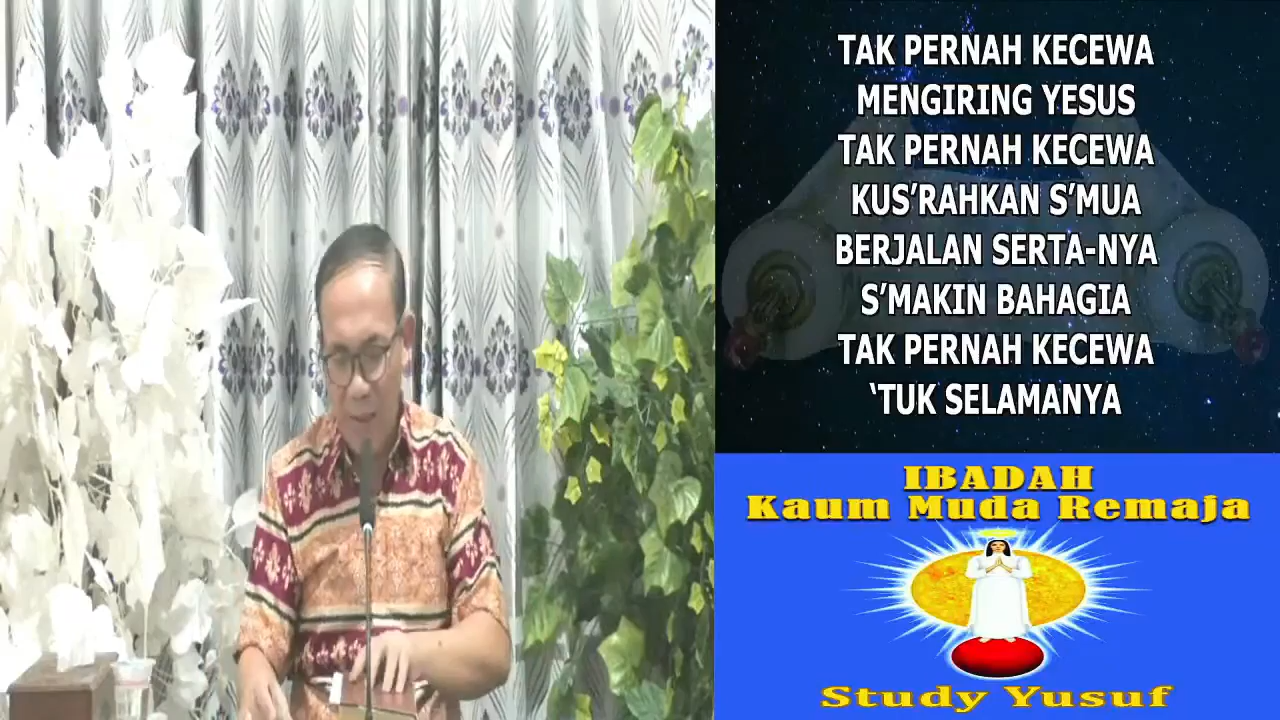 TAK PERNAH KECEWA
MENGIRING YESUS
TAK PERNAH KECEWA
KUS’RAHKAN S’MUA
BERJALAN SERTA-NYA
S’MAKIN BAHAGIA
TAK PERNAH KECEWA
‘TUK SELAMANYA
IBADAH
Kaum Muda Remaja
Study Yusuf